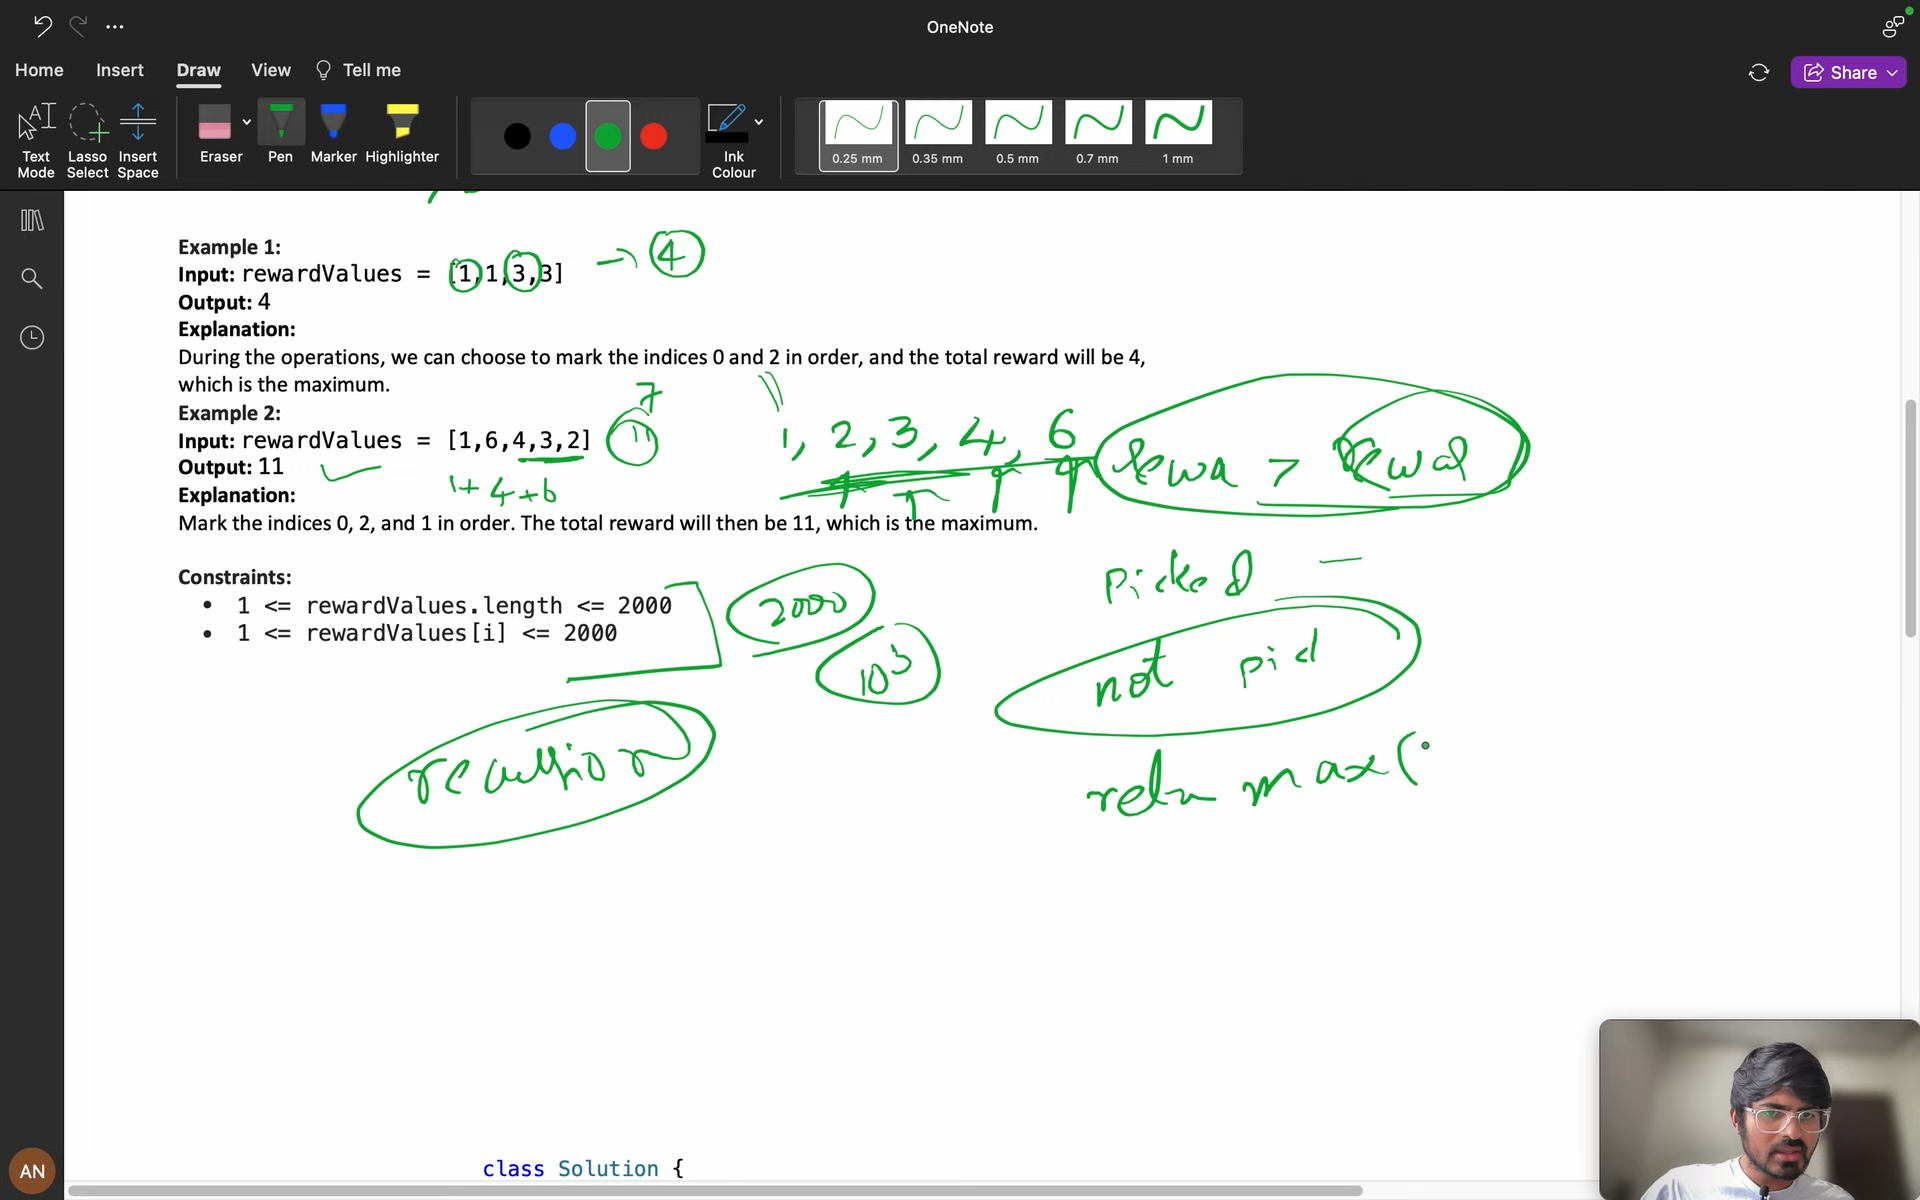 OneNote
Home Insert Draw View Tell me
Share
Text Mode
Lasso Select
Insert Space
Eraser
Pen
Marker
Highlighter
Ink Colour
0.25 mm
0.35 mm
0.5 mm
0.7 mm
1 mm
Example 1:
Input: rewardValues = [1,1,3,3] → 4
Output: 4
Explanation:
During the operations, we can choose to mark the indices 0 and 2 in order, and the total reward will be 4,
which is the maximum.
7
Example 2:
Input: rewardValues = [1,6,4,3,2] 11
1, 2, 3, 4, 6
rewa >
Output: 11
1+4+6
Explanation:
Mark the indices 0, 2, and 1 in order. The total reward will then be 11, which is the maximum.
Picked —
Constraints:
• 1 <= rewardValues.length <= 2000
• 1 <= rewardValues[i] <= 2000
2000
10³
not
max(
AN
class Solution {